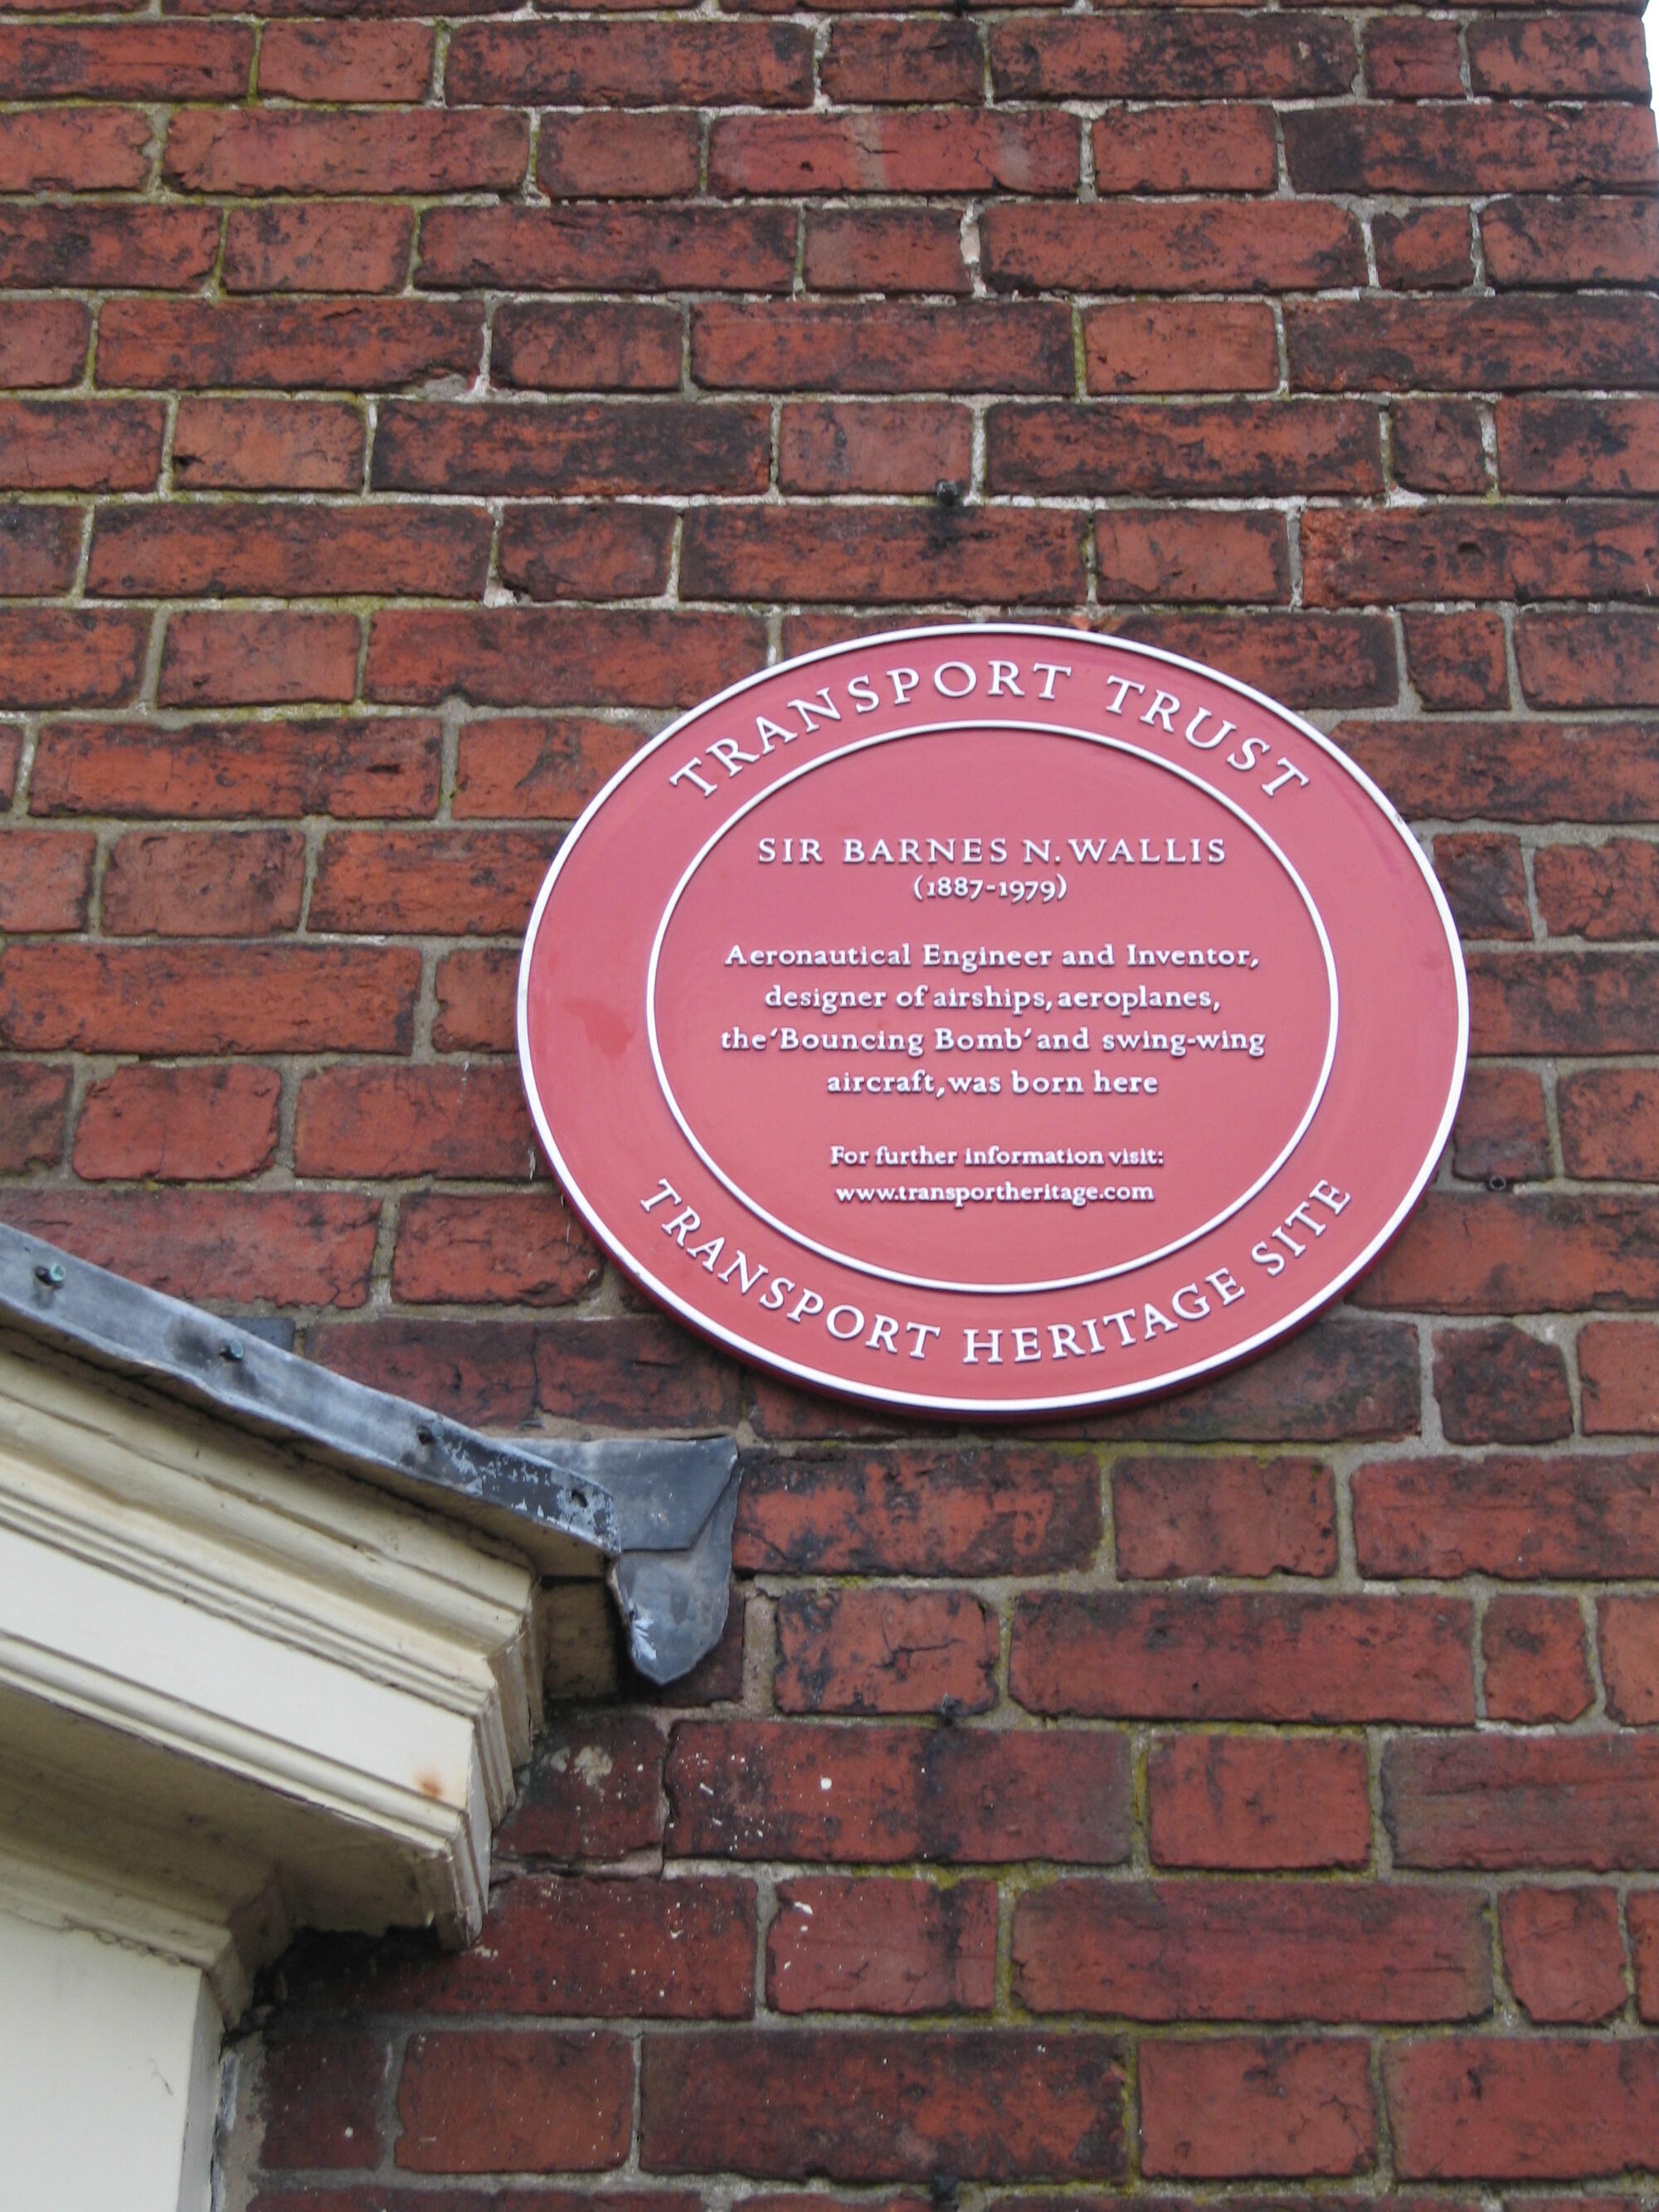 TRANSPORT TRUST
SIR BARNES N. WALLIS
(1887-1979)
Aeronautical Engineer and Inventor,
designer of airships, aeroplanes,
the 'Bouncing Bomb' and swing-wing
aircraft, was born here
For further information visit:
www.transportheritage.com
TRANSPORT HERITAGE SITE